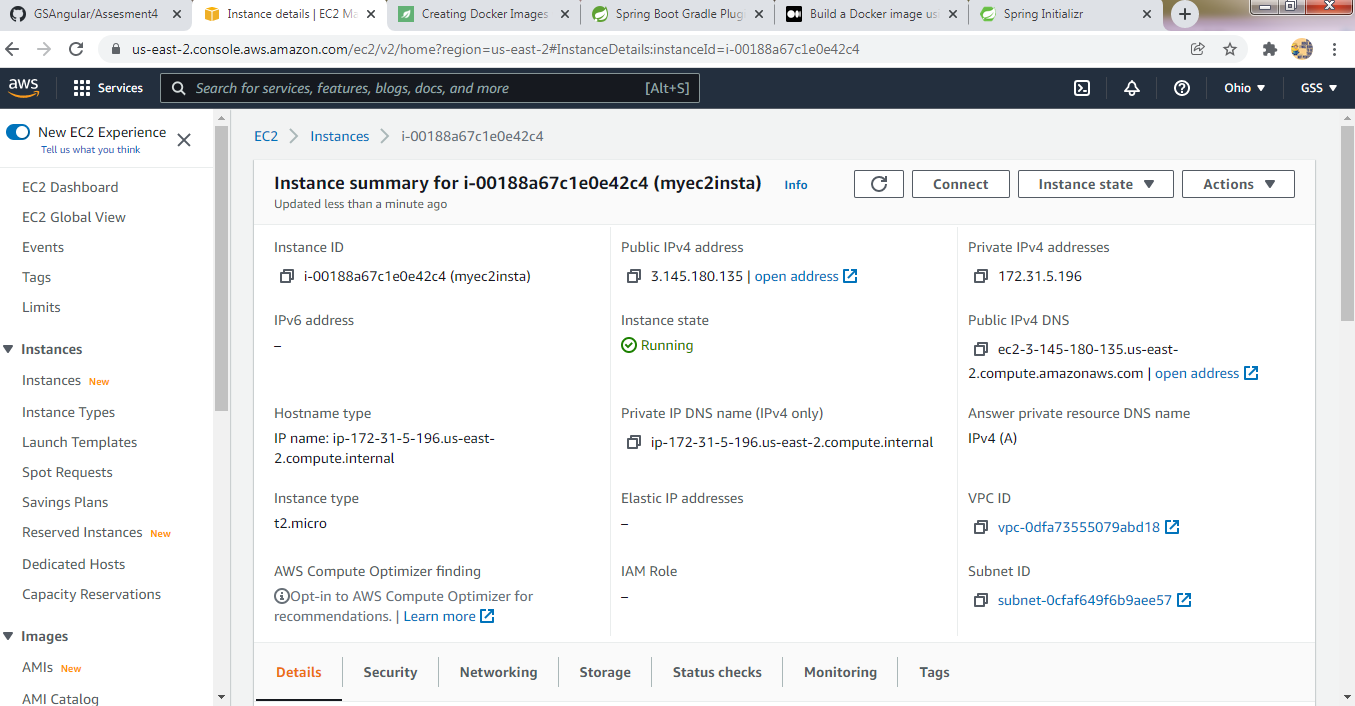 GSAngular/Assesment4
Instance details | EC2 Ma
Creating Docker Images
Spring Boot Gradle Plugi
Build a Docker image us
Spring Initializr
us-east-2.console.aws.amazon.com/ec2/v2/home?region=us-east-2#InstanceDetails:instanceId=i-00188a67c1e0e42c4
aws
Services
Search for services, features, blogs, docs, and more
[Alt+S]
Ohio
GSS
New EC2 Experience
Tell us what you think
EC2 Dashboard
EC2 Global View
Events
Tags
Limits
Instances
Instances New
Instance Types
Launch Templates
Spot Requests
Savings Plans
Reserved Instances New
Dedicated Hosts
Capacity Reservations
Images
AMIs New
AMI Catalog
EC2
Instances
i-00188a67c1e0e42c4
Instance summary for i-00188a67c1e0e42c4 (myec2insta) Info
Updated less than a minute ago
Connect
Instance state
Actions
Instance ID
i-00188a67c1e0e42c4 (myec2insta)
Public IPv4 address
3.145.180.135 | open address
Private IPv4 addresses
172.31.5.196
IPv6 address
–
Instance state
Running
Public IPv4 DNS
ec2-3-145-180-135.us-east-
2.compute.amazonaws.com | open address
Hostname type
IP name: ip-172-31-5-196.us-east-
2.compute.internal
Private IP DNS name (IPv4 only)
ip-172-31-5-196.us-east-2.compute.internal
Answer private resource DNS name
IPv4 (A)
Instance type
t2.micro
Elastic IP addresses
–
VPC ID
vpc-0dfa73555079abd18
AWS Compute Optimizer finding
Opt-in to AWS Compute Optimizer for
recommendations. | Learn more
IAM Role
–
Subnet ID
subnet-0cfaf649f6b9aee57
Details
Security
Networking
Storage
Status checks
Monitoring
Tags